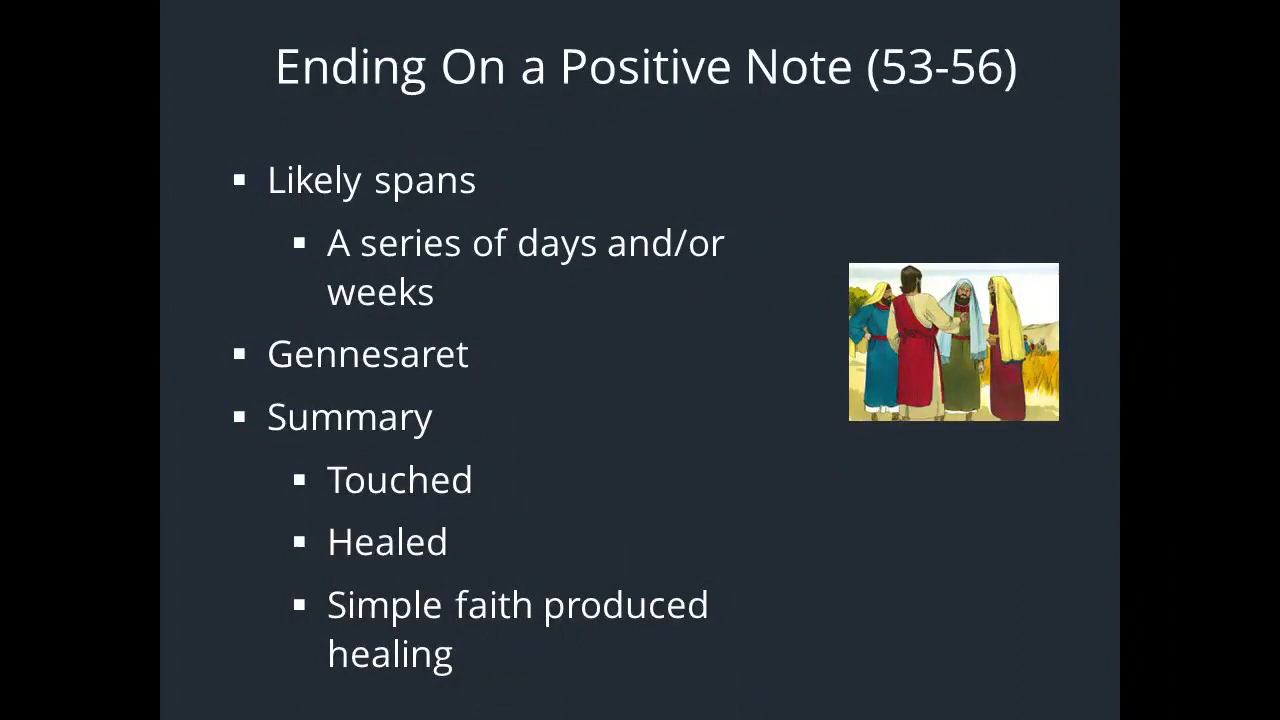 Ending On a Positive Note (53-56)
▪ Likely spans
▪ A series of days and/or
weeks
▪ Gennesaret
▪ Summary
▪ Touched
▪ Healed
▪ Simple faith produced
healing